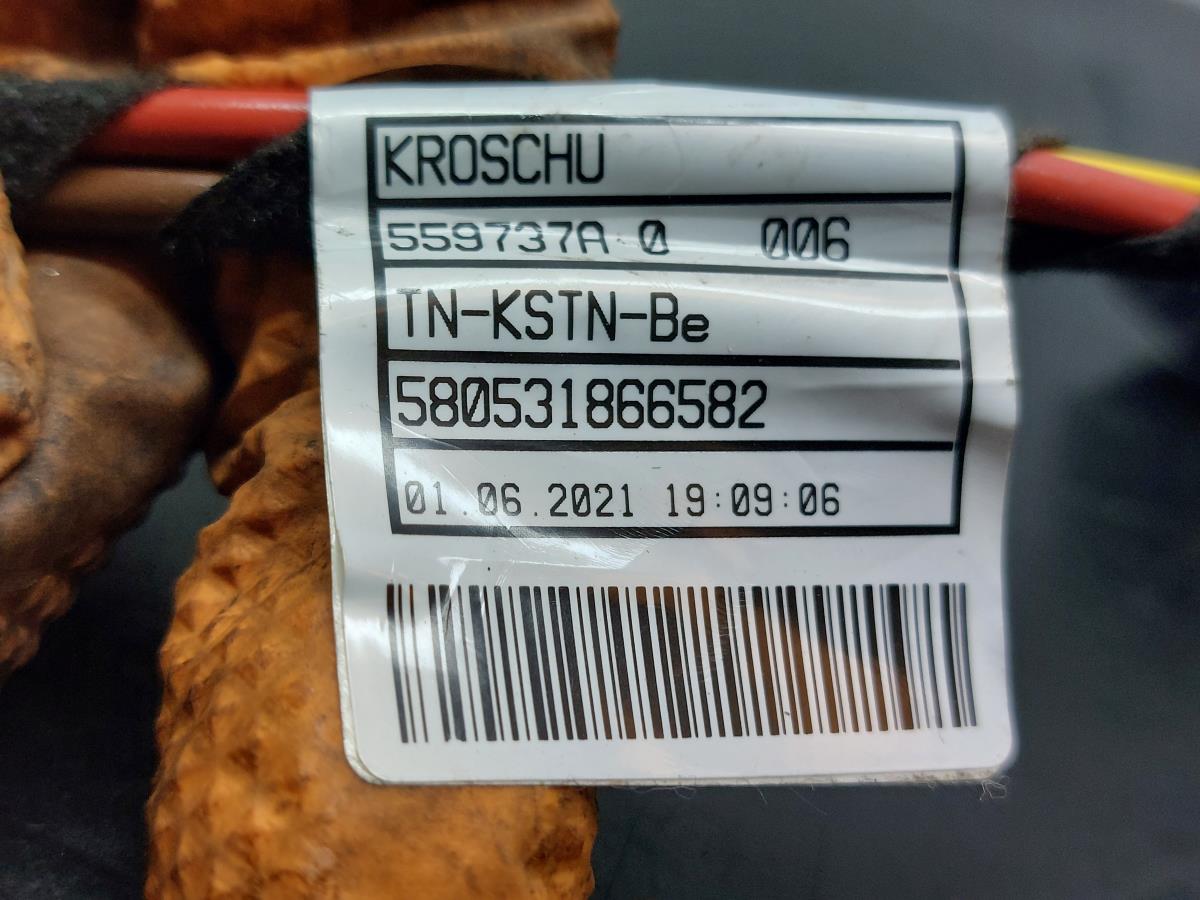 KROSCHU
559737A 0 006
TN-KSTN-Be
580531866582
01.06.2021 19:09:06